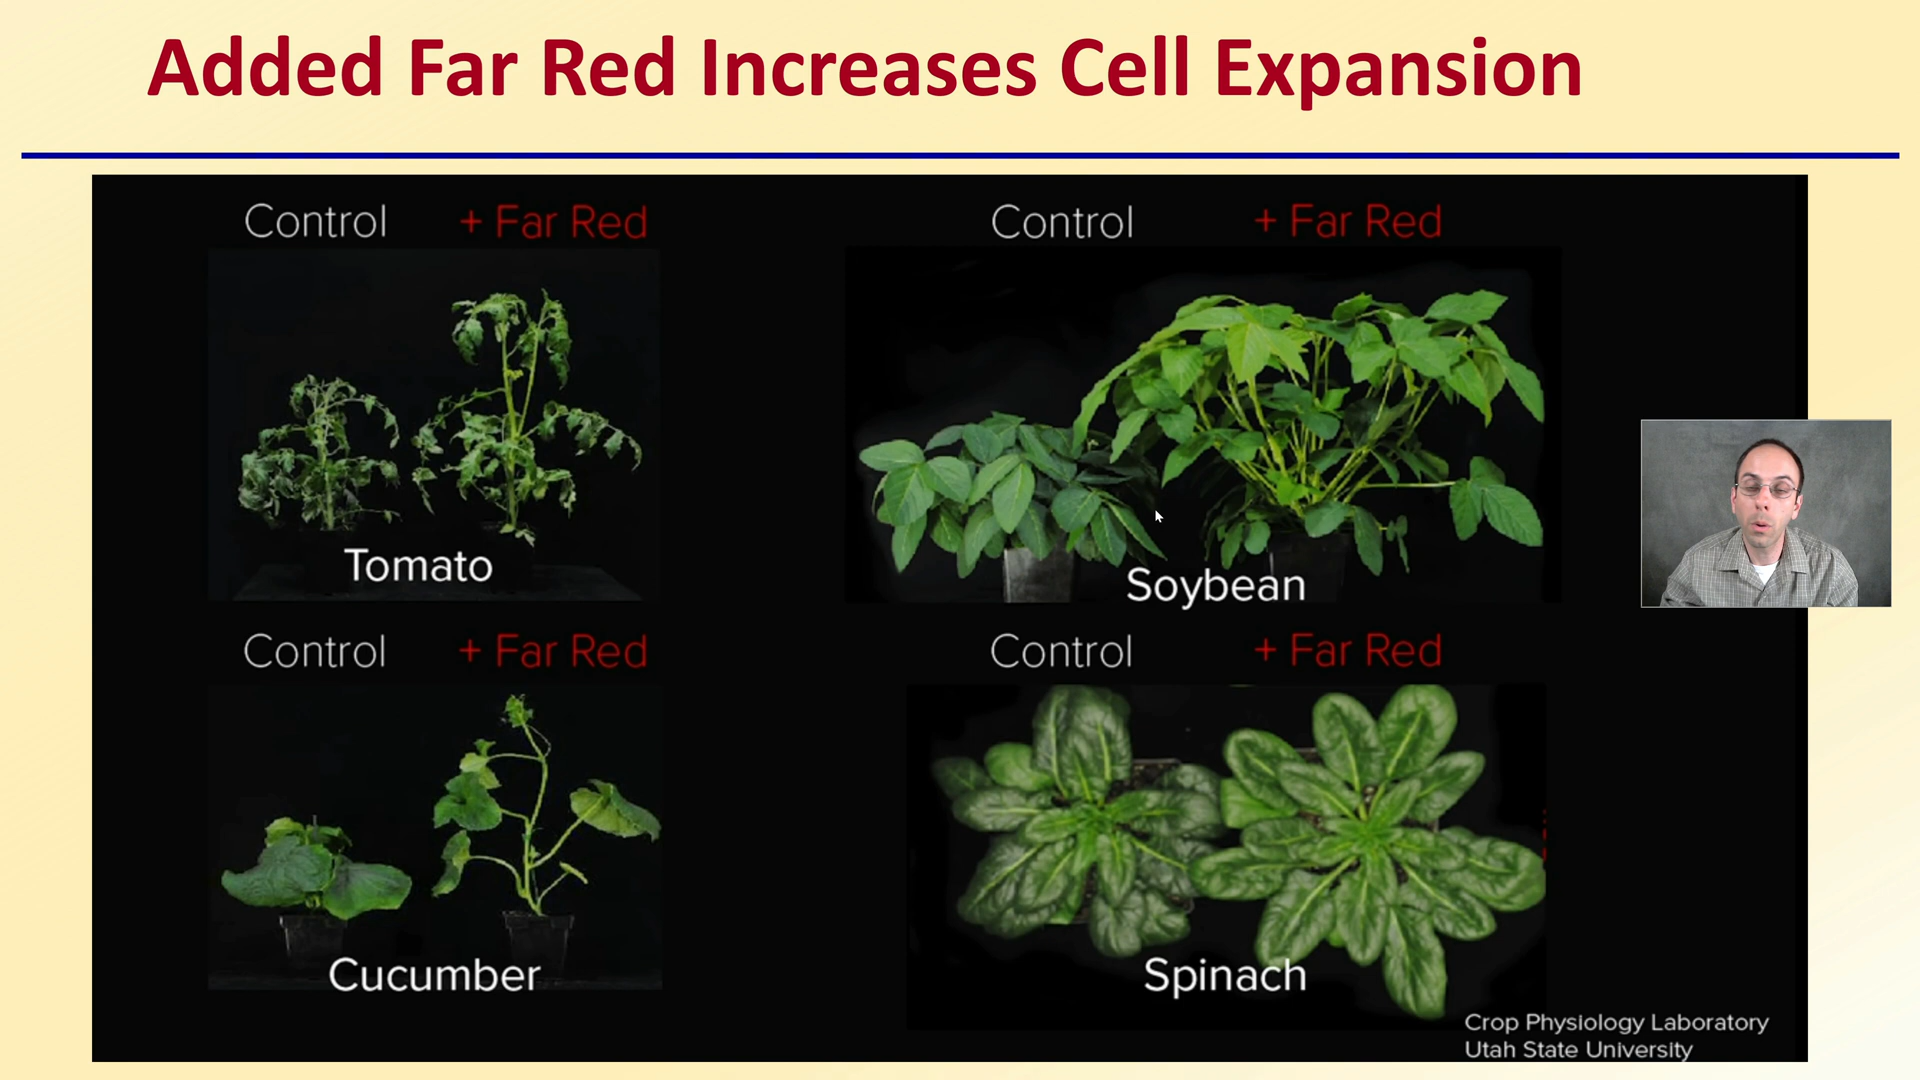 Added Far Red Increases Cell Expansion
Control + Far Red
Control + Far Red
Tomato
Soybean
Control + Far Red
Control + Far Red
Cucumber
Spinach
Crop Physiology Laboratory
Utah State University